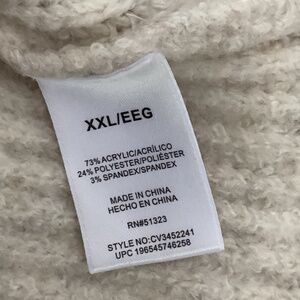 XXL/EEG
73% ACRYLIC/ACRÍLICO
24% POLYESTER/POLIÉSTER
3% SPANDEX/SPANDEX
MADE IN CHINA
HECHO EN CHINA
RN#51323
STYLE NO:CV3452241
UPC 196545746258